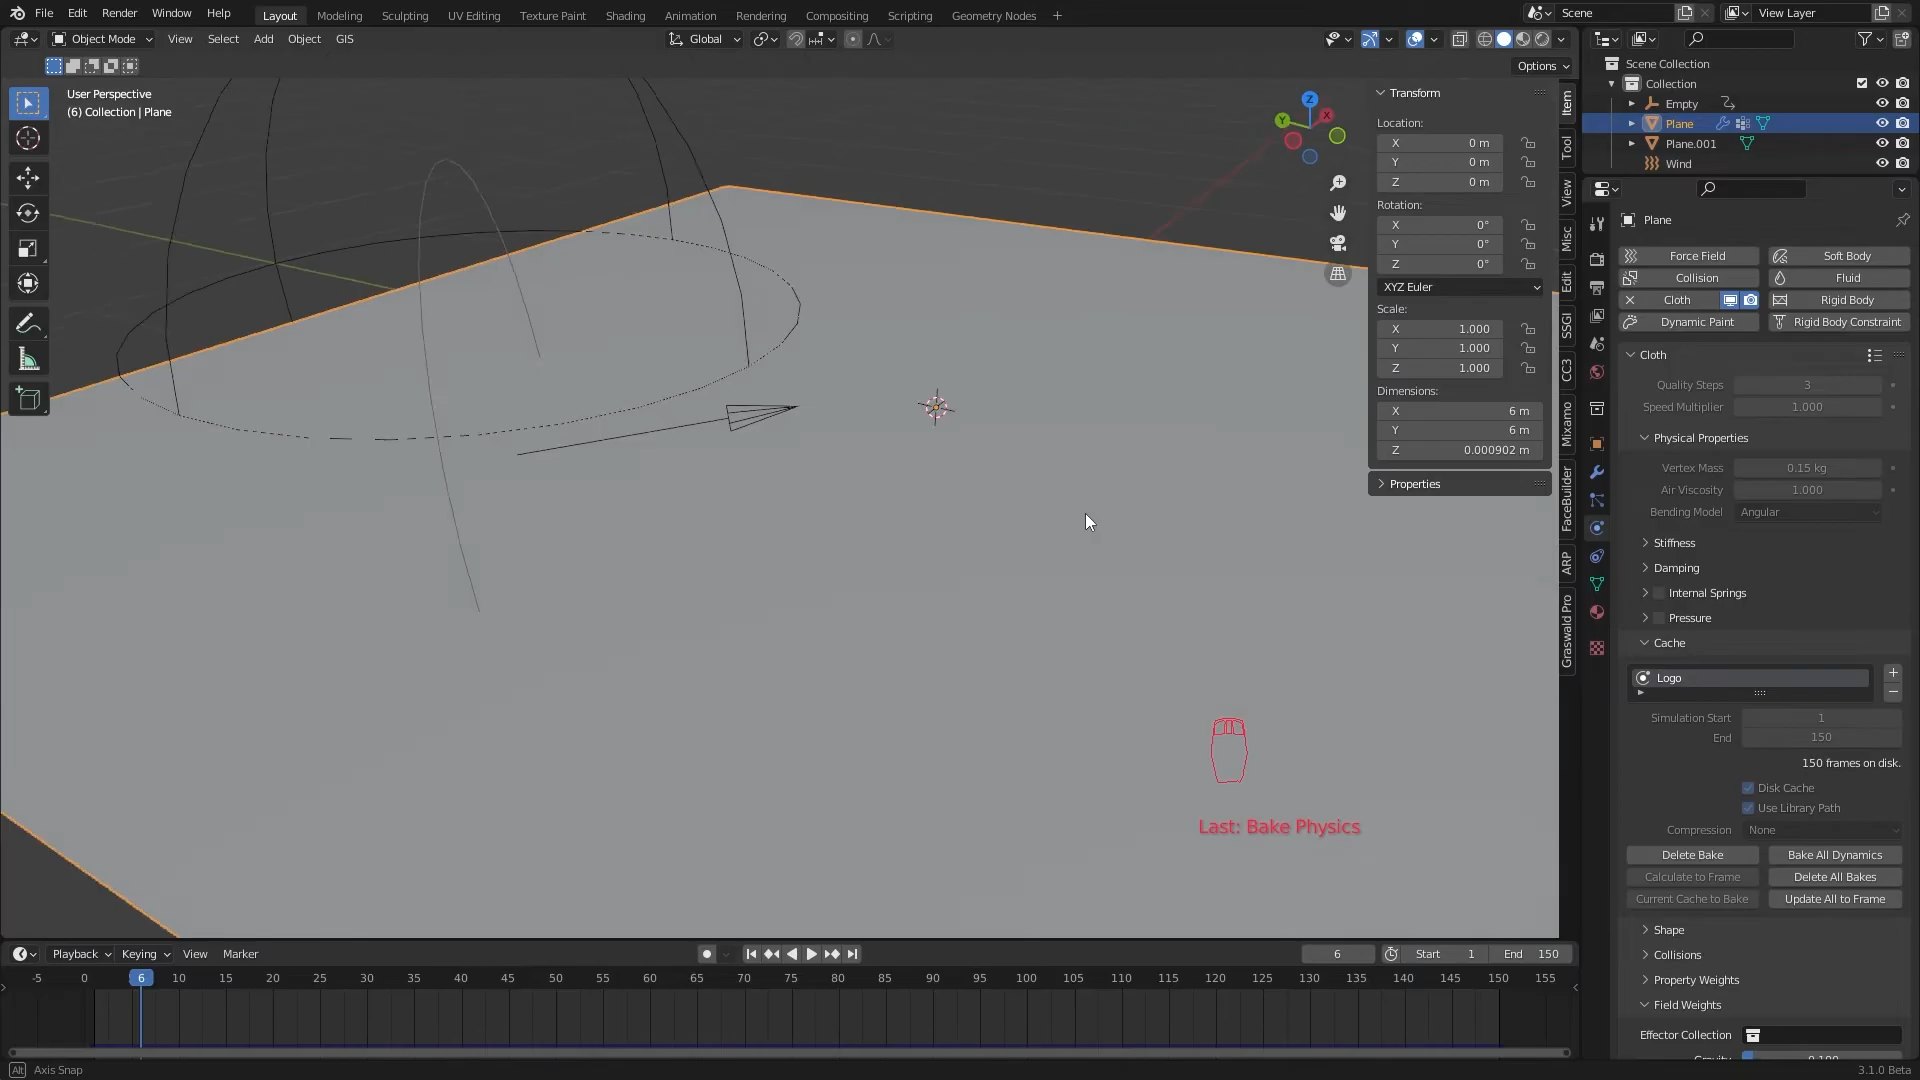 File Edit Render Window Help Layout Modeling Sculpting UV Editing Texture Paint Shading Animation Rendering Compositing Scripting Geometry Nodes + Scene View Layer
Object Mode View Select Add Object GIS Global
Options
User Perspective
(6) Collection | Plane
Z
X
Y
Transform
Location:
X 0 m
Y 0 m
Z 0 m
Rotation:
X 0°
Y 0°
Z 0°
XYZ Euler
Scale:
X 1.000
Y 1.000
Z 1.000
Dimensions:
X 6 m
Y 6 m
Z 0.000902 m
Properties
Item
Tool
View
Misc
Edit
SSGI
CC3
Mixamo
FaceBuilder
ARP
Graswald Pro
Scene Collection
Collection
Empty
Plane
Plane.001
Wind
Plane
Force Field Soft Body
Collision Fluid
Cloth Rigid Body
Dynamic Paint Rigid Body Constraint
Cloth
Quality Steps 3
Speed Multiplier 1.000
Physical Properties
Vertex Mass 0.15 kg
Air Viscosity 1.000
Bending Model Angular
Stiffness
Damping
Internal Springs
Pressure
Cache
Logo
Simulation Start 1
End 150
150 frames on disk.
Disk Cache
Use Library Path
Compression None
Delete Bake Bake All Dynamics
Calculate to Frame Delete All Bakes
Current Cache to Bake Update All to Frame
Shape
Collisions
Property Weights
Field Weights
Effector Collection
Gravity 0.100
Last: Bake Physics
Playback Keying View Marker 6 Start 1 End 150
-5 0 6 10 15 20 25 30 35 40 45 50 55 60 65 70 75 80 85 90 95 100 105 110 115 120 125 130 135 140 145 150 155
Alt Axis Snap
3.1.0 Beta